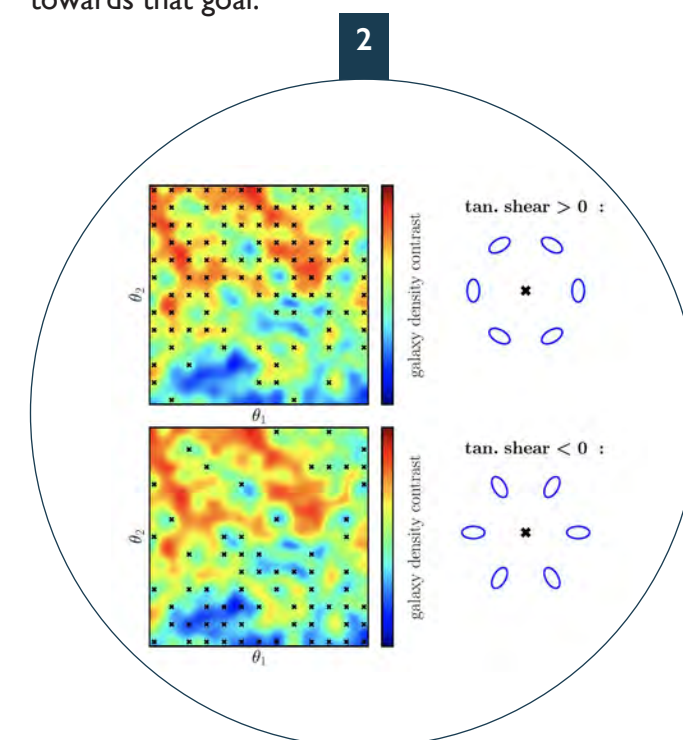 towards that goal.
2
tan. shear > 0 :
galaxy density contrast
θ2
θ1
tan. shear < 0 :
galaxy density contrast
θ2
θ1